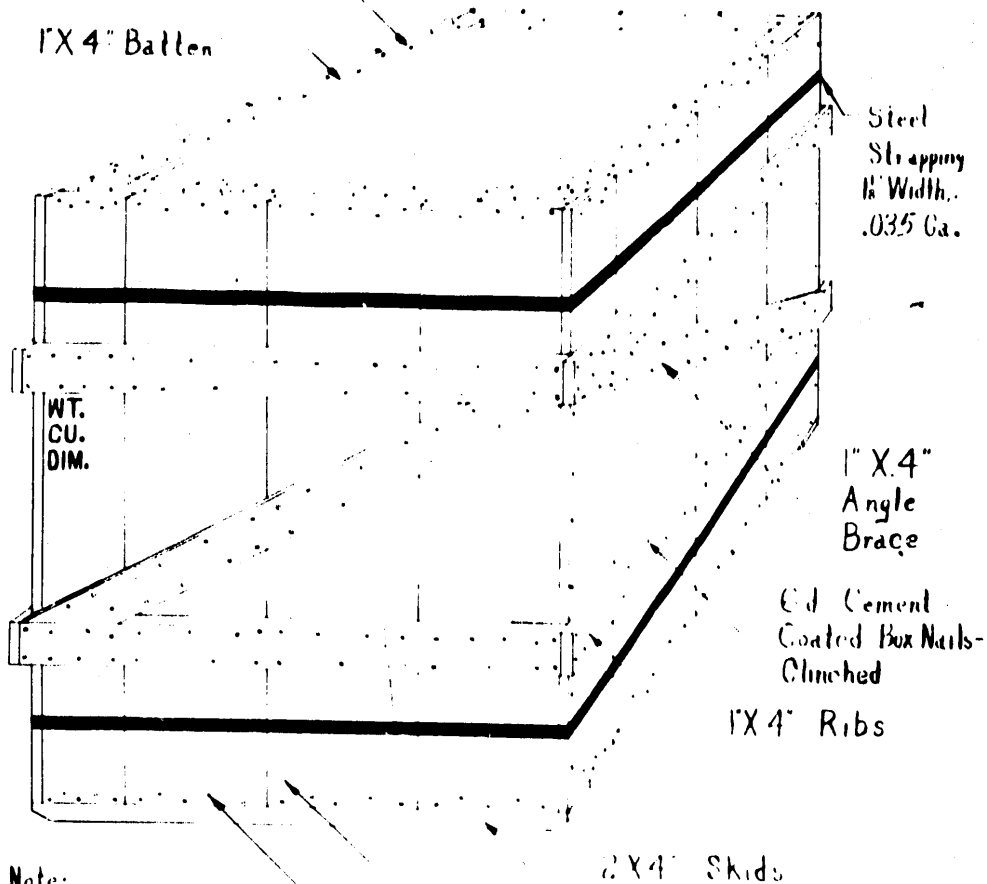 1"X 4" Batten
Steel
Strapping
Width,
.035 Ga.
WT.
CU.
DIM.
1" X 4"
Angle
Brace
6d Cement
Coated Box Nails-
Clinched
1"X 4" Ribs
2 X 4" Skids
Note: